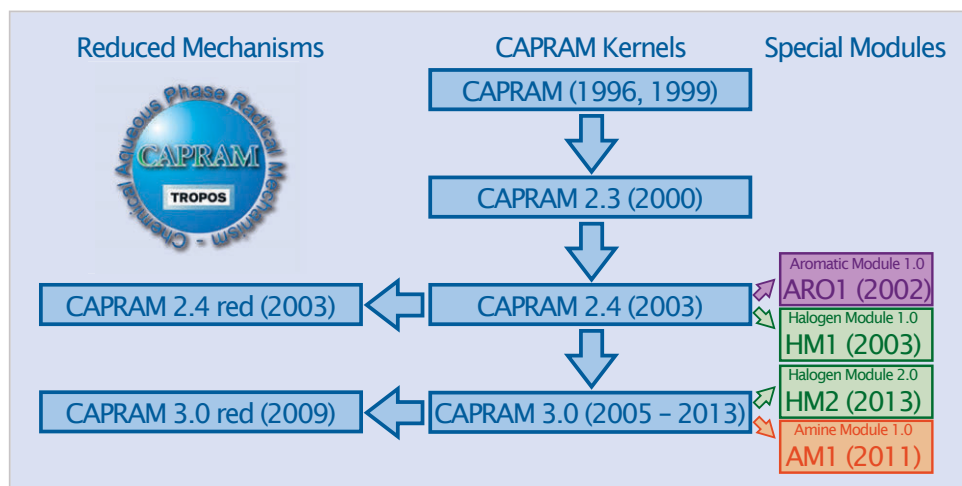 Reduced Mechanisms
CAPRAM Kernels
Special Modules
CAPRAM (1996, 1999)
Chemical Aqueous Phase Radical Mechanism –
CAPRAM
TROPOS
CAPRAM 2.3 (2000)
CAPRAM 2.4 red (2003)
CAPRAM 2.4 (2003)
Aromatic Module 1.0
ARO1 (2002)
Halogen Module 1.0
HM1 (2003)
CAPRAM 3.0 red (2009)
CAPRAM 3.0 (2005 – 2013)
Halogen Module 2.0
HM2 (2013)
Amine Module 1.0
AM1 (2011)